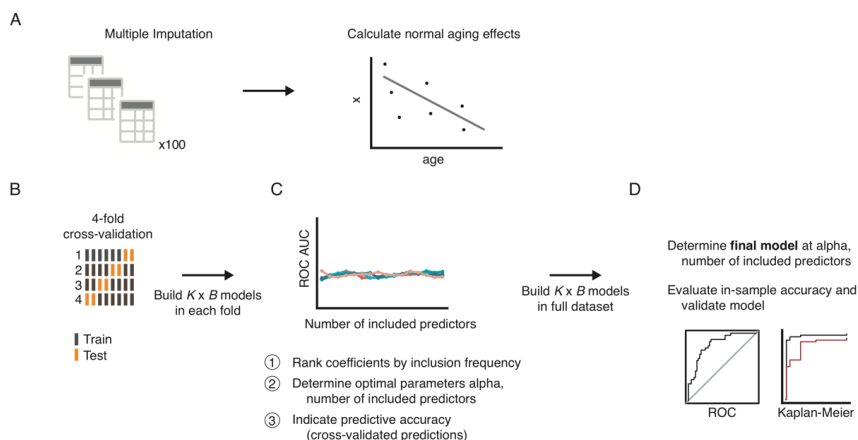 A
Multiple Imputation
x100
Calculate normal aging effects
x
age
B
4-fold
cross-validation
1
2
3
4
Train
Test
Build K x B models
in each fold
C
ROC AUC
Number of included predictors
1 Rank coefficients by inclusion frequency
2 Determine optimal parameters alpha,
number of included predictors
3 Indicate predictive accuracy
(cross-validated predictions)
Build K x B models
in full dataset
D
Determine final model at alpha,
number of included predictors
Evaluate in-sample accuracy and
validate model
ROC
Kaplan-Meier